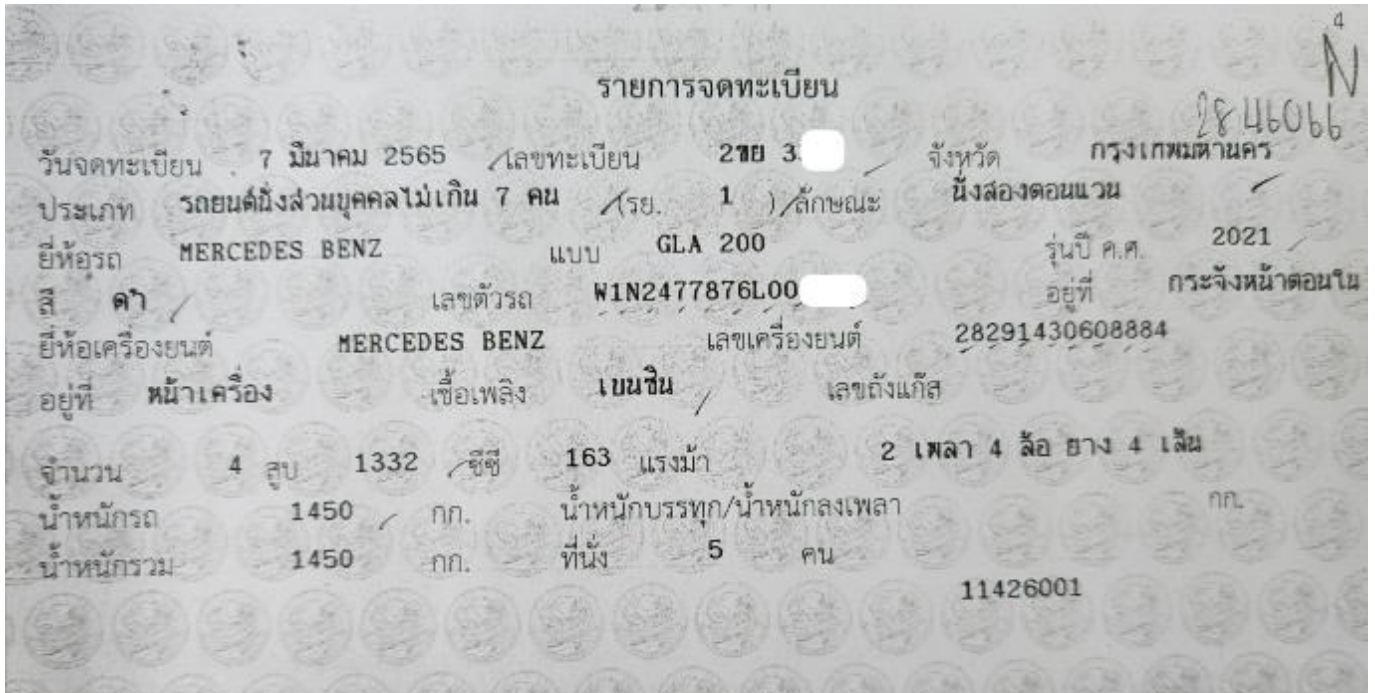 4
N
รายการจดทะเบียน
2846066
วันจดทะเบียน 7 มีนาคม 2565 เลขทะเบียน 2ขย 3 จังหวัด กรุงเทพมหานคร
ประเภท รถยนต์นั่งส่วนบุคคลไม่เกิน 7 คน (รย. 1 ) ลักษณะ นั่งสองตอนแวน
ยี่ห้อรถ MERCEDES BENZ แบบ GLA 200 รุ่นปี ค.ศ. 2021
สี ดำ เลขตัวรถ W1N2477876L00 อยู่ที่ กระจังหน้าตอนใน
ยี่ห้อเครื่องยนต์ MERCEDES BENZ เลขเครื่องยนต์ 28291430608884
อยู่ที่ หน้าเครื่อง เชื้อเพลิง เบนซิน เลขถังแก๊ส
จำนวน 4 สูบ 1332 ซีซี 163 แรงม้า 2 เพลา 4 ล้อ ยาง 4 เส้น
น้ำหนักรถ 1450 กก. น้ำหนักบรรทุก/น้ำหนักลงเพลา กก.
น้ำหนักรวม 1450 กก. ที่นั่ง 5 คน
11426001